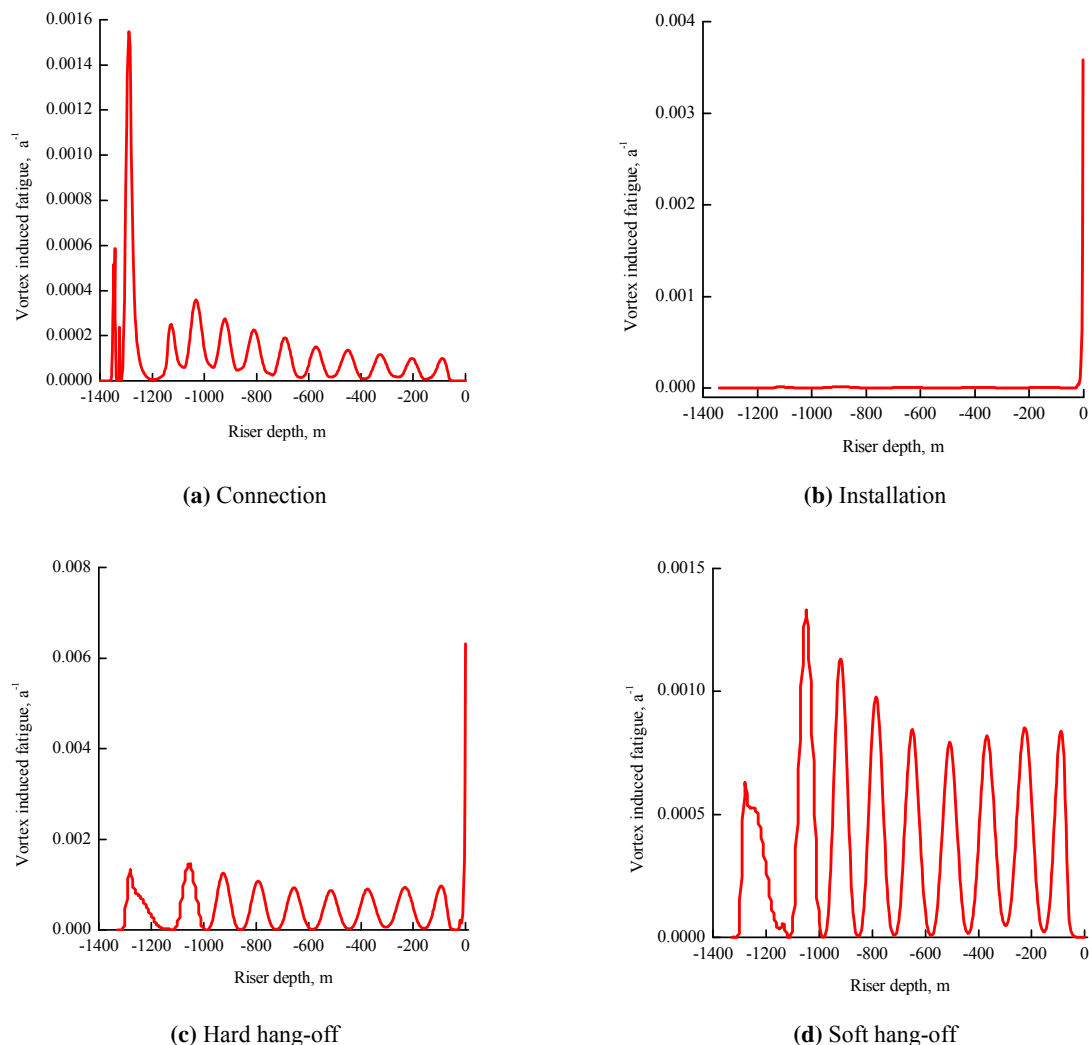 0.0016
0.0014
0.0012
0.0010
0.0008
0.0006
0.0004
0.0002
0.0000
-1400 -1200 -1000 -800 -600 -400 -200 0
Vortex induced fatigue, a⁻¹
Riser depth, m
(a) Connection
0.004
0.003
0.002
0.001
0.000
-1400 -1200 -1000 -800 -600 -400 -200 0
Vortex induced fatigue, a⁻¹
Riser depth, m
(b) Installation
0.008
0.006
0.004
0.002
0.000
-1400 -1200 -1000 -800 -600 -400 -200 0
Vortex induced fatigue, a⁻¹
Riser depth, m
(c) Hard hang-off
0.0015
0.0010
0.0005
0.0000
-1400 -1200 -1000 -800 -600 -400 -200 0
Vortex induced fatigue, a⁻¹
Riser depth, m
(d) Soft hang-off